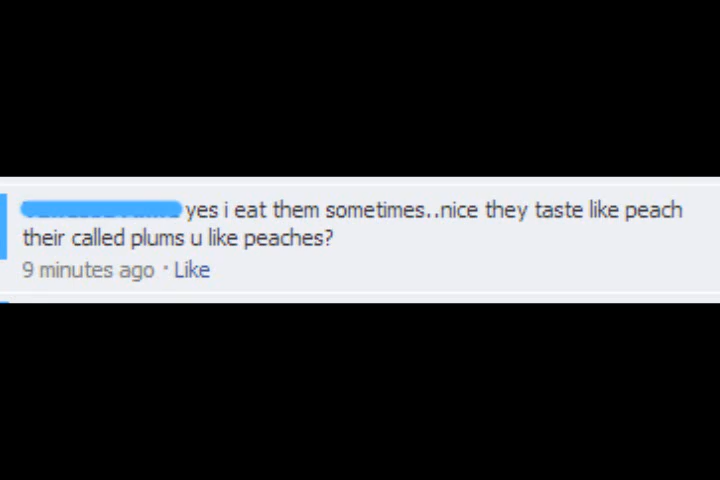 yes i eat them sometimes..nice they taste like peach
their called plums u like peaches?
9 minutes ago · Like